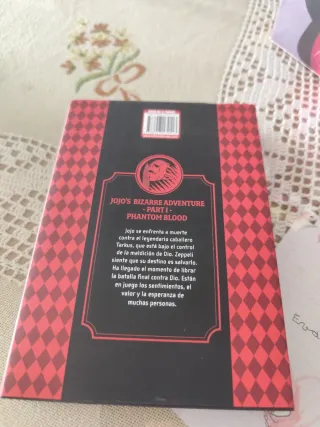 JOJO'S BIZARRE ADVENTURE
- PART I -
PHANTOM BLOOD
Jojo se enfrenta a muerte
contra el legendario caballero
Tarkus, que está bajo el control
de la maldición de Dio. Zeppeli
siente que su destino es salvarlo.
Ha llegado el momento de librar
la batalla final contra Dio. Están
en juego los sentimientos, el
valor y la esperanza de
muchas personas.